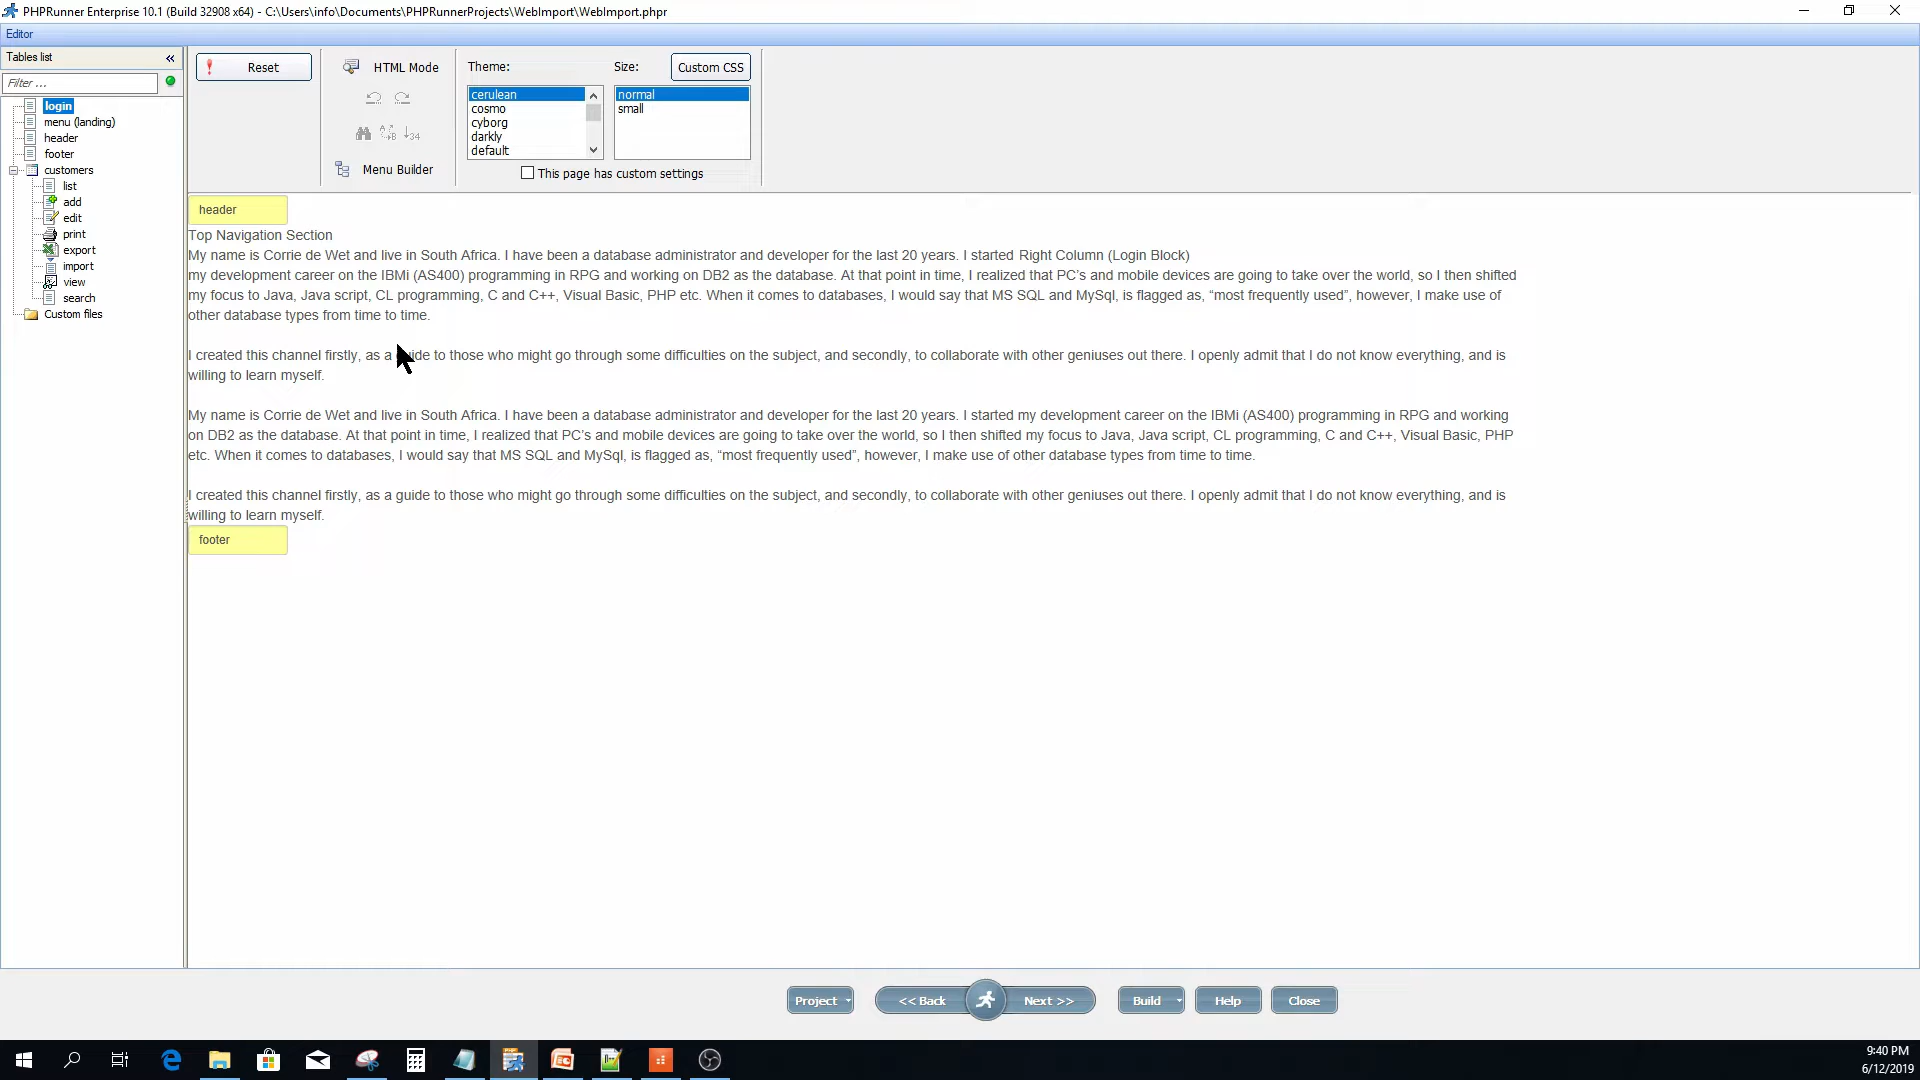 PHPRunner Enterprise 10.1 (Build 32908 x64) - C:\Users\info\Documents\PHPRunnerProjects\WebImport\WebImport.phpr
Editor
Tables list
Filter ...
login
menu (landing)
header
footer
customers
list
add
edit
print
export
import
view
search
Custom files
Reset
HTML Mode
Menu Builder
Theme:
cerulean
cosmo
cyborg
darkly
default
Size:
Custom CSS
normal
small
This page has custom settings
header
Top Navigation Section
My name is Corrie de Wet and live in South Africa. I have been a database administrator and developer for the last 20 years. I started Right Column (Login Block)
my development career on the IBMi (AS400) programming in RPG and working on DB2 as the database. At that point in time, I realized that PC’s and mobile devices are going to take over the world, so I then shifted
my focus to Java, Java script, CL programming, C and C++, Visual Basic, PHP etc. When it comes to databases, I would say that MS SQL and MySql, is flagged as, “most frequently used”, however, I make use of
other database types from time to time.
I created this channel firstly, as a guide to those who might go through some difficulties on the subject, and secondly, to collaborate with other geniuses out there. I openly admit that I do not know everything, and is
willing to learn myself.
My name is Corrie de Wet and live in South Africa. I have been a database administrator and developer for the last 20 years. I started my development career on the IBMi (AS400) programming in RPG and working
on DB2 as the database. At that point in time, I realized that PC’s and mobile devices are going to take over the world, so I then shifted my focus to Java, Java script, CL programming, C and C++, Visual Basic, PHP
etc. When it comes to databases, I would say that MS SQL and MySql, is flagged as, “most frequently used”, however, I make use of other database types from time to time.
I created this channel firstly, as a guide to those who might go through some difficulties on the subject, and secondly, to collaborate with other geniuses out there. I openly admit that I do not know everything, and is
willing to learn myself.
footer
Project
<< Back
Next >>
Build
Help
Close
9:40 PM
6/12/2019